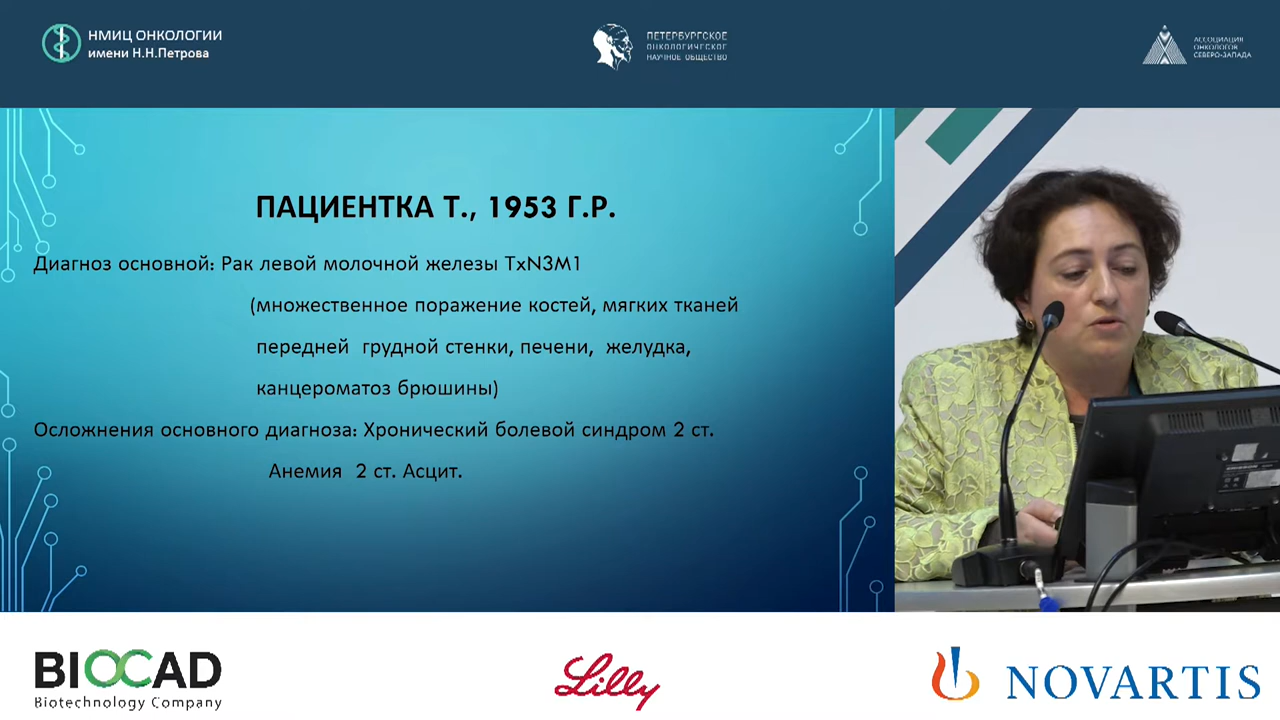 НМИЦ ОНКОЛОГИИ
имени Н.Н.Петрова
ПЕТЕРБУРГСКОЕ
ОНКОЛОГИЧЕСКОЕ
НАУЧНОЕ ОБЩЕСТВО
АССОЦИАЦИЯ
ОНКОЛОГОВ
СЕВЕРО-ЗАПАДА
ПАЦИЕНТКА Т., 1953 Г.Р.
Диагноз основной: Рак левой молочной железы TxN3M1
(множественное поражение костей, мягких тканей
передней грудной стенки, печени, желудка,
канцероматоз брюшины)
Осложнения основного диагноза: Хронический болевой синдром 2 ст.
Анемия 2 ст. Асцит.
BIOCAD
Biotechnology Company
Lilly
NOVARTIS